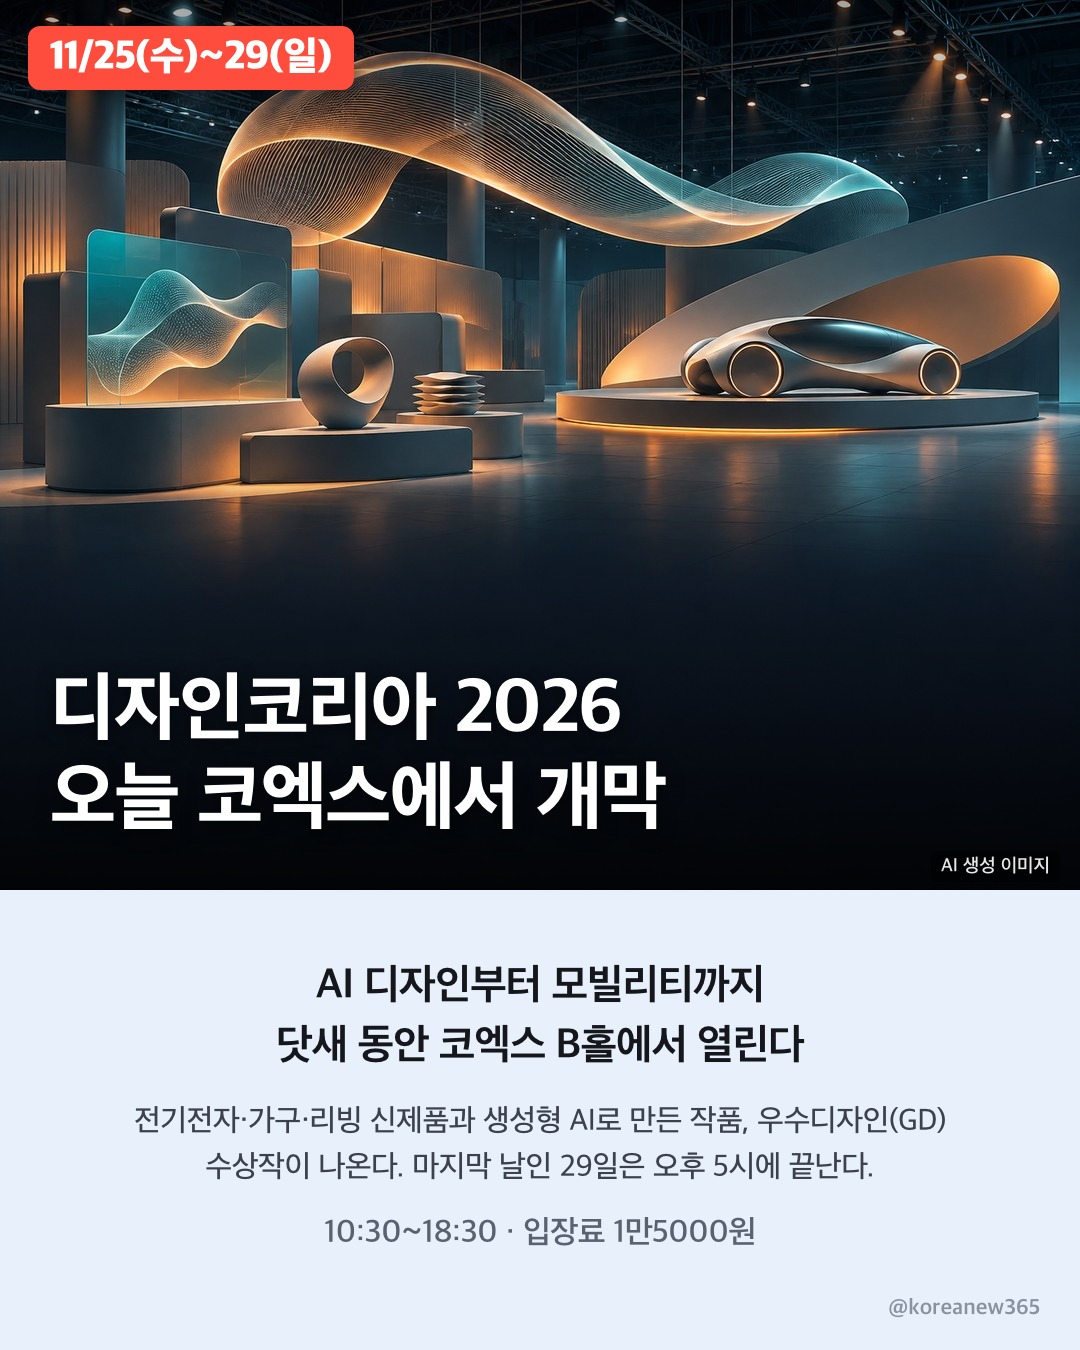 11/25(수)~29(일)
디자인코리아 2026
오늘 코엑스에서 개막
AI 생성 이미지
AI 디자인부터 모빌리티까지
닷새 동안 코엑스 B홀에서 열린다
전기전자·가구·리빙 신제품과 생성형 AI로 만든 작품, 우수디자인(GD)
수상작이 나온다. 마지막 날인 29일은 오후 5시에 끝난다.
10:30~18:30 · 입장료 1만5000원
@koreanew365